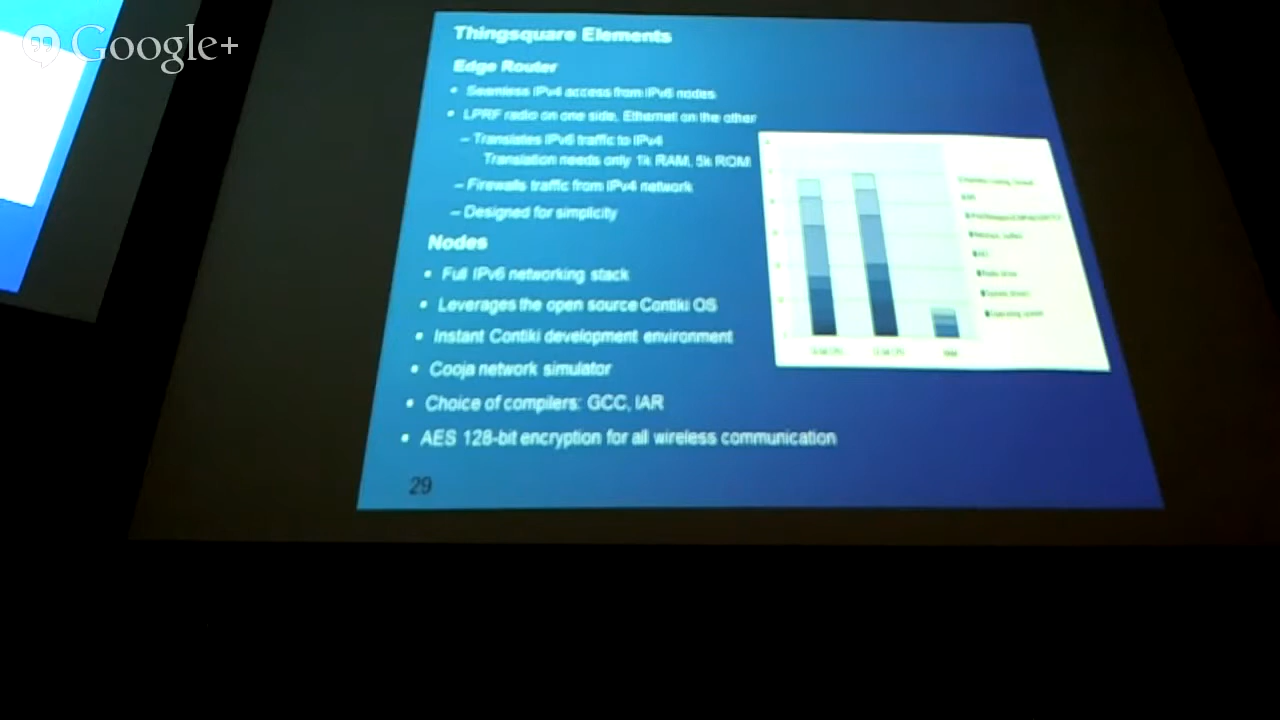 Google+
Thingsquare Elements
Edge Router
• Seamless IPv4 access from IPv6 nodes
• LPRF radio on one side, Ethernet on the other
– Translates IPv6 traffic to IPv4
Translation needs only 1k RAM, 5k ROM
– Firewalls traffic from IPv4 network
– Designed for simplicity
Nodes
• Full IPv6 networking stack
• Leverages the open source Contiki OS
• Instant Contiki development environment
• Cooja network simulator
• Choice of compilers: GCC, IAR
• AES 128-bit encryption for all wireless communication
29